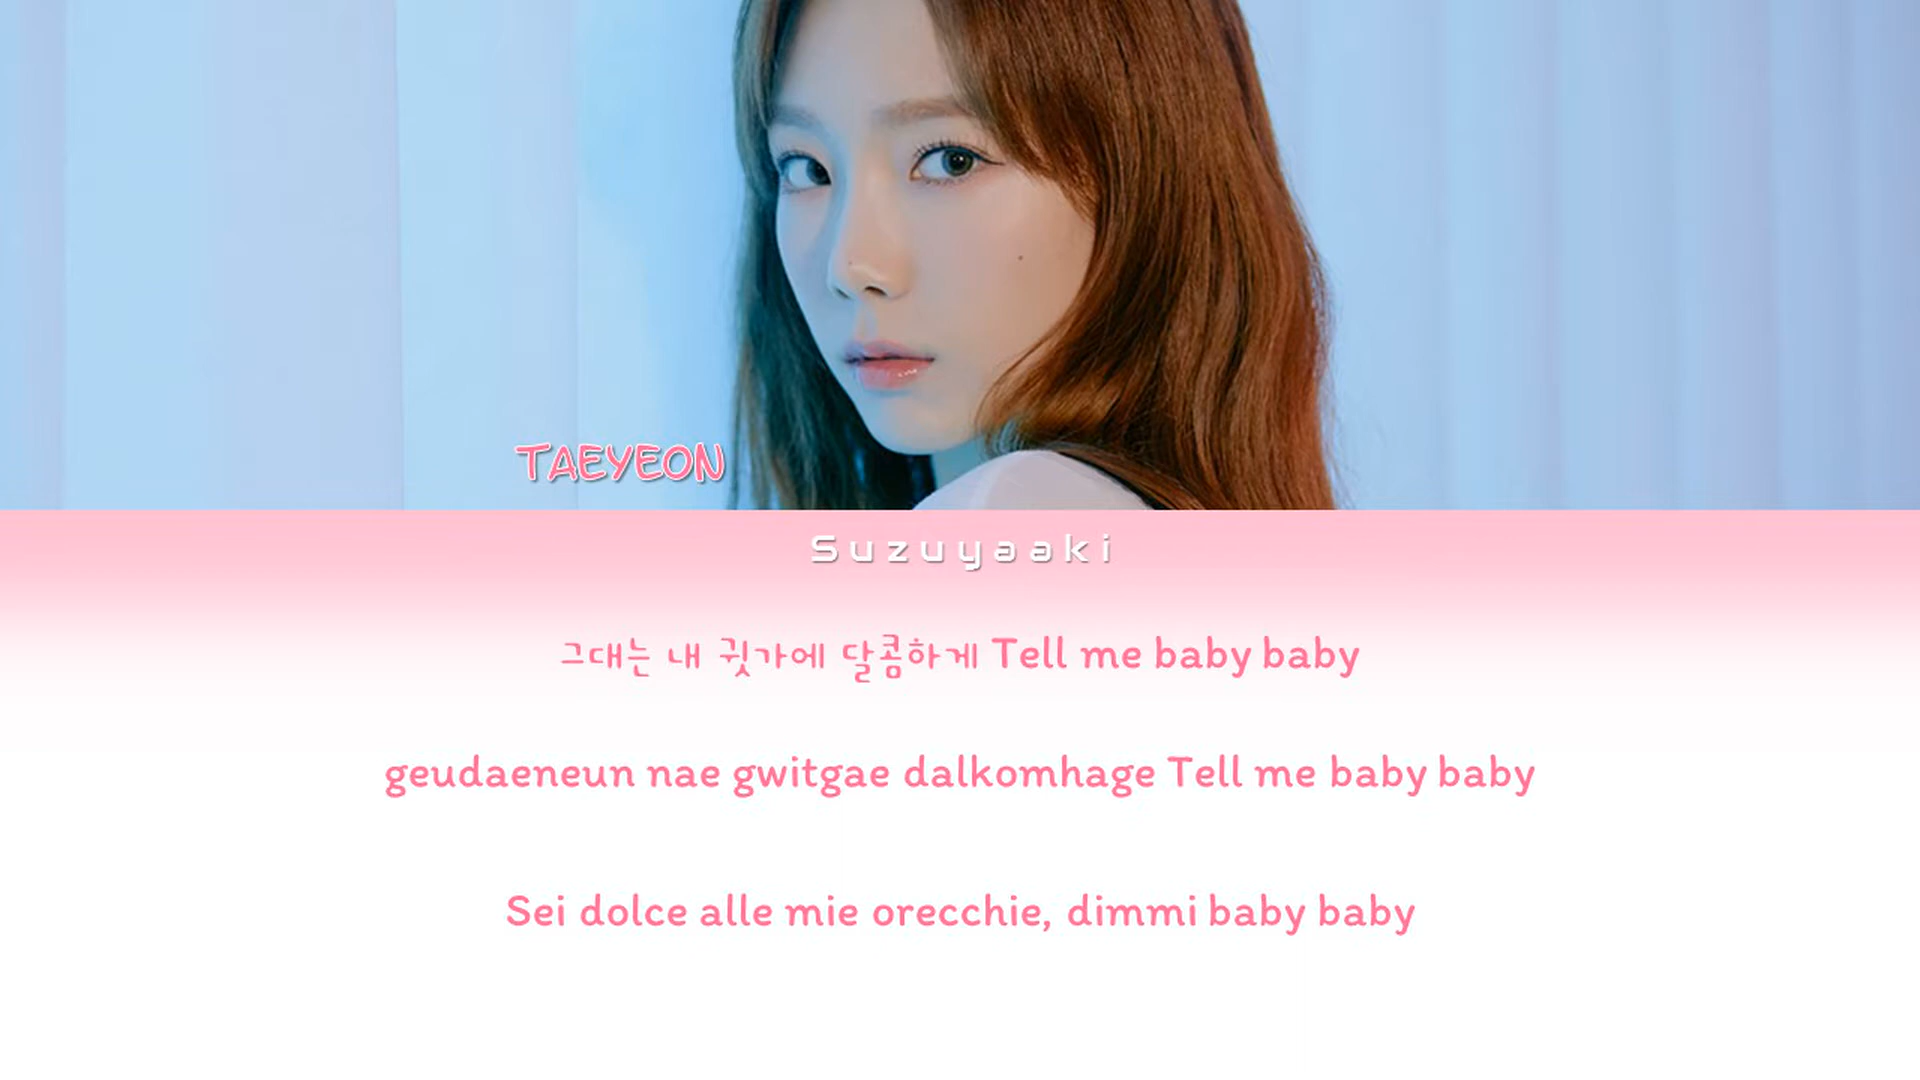 TAEYEON
Suzuyaaki
그대는 내 귓가에 달콤하게 Tell me baby baby
geudaeneun nae gwitgae dalkomhage Tell me baby baby
Sei dolce alle mie orecchie, dimmi baby baby